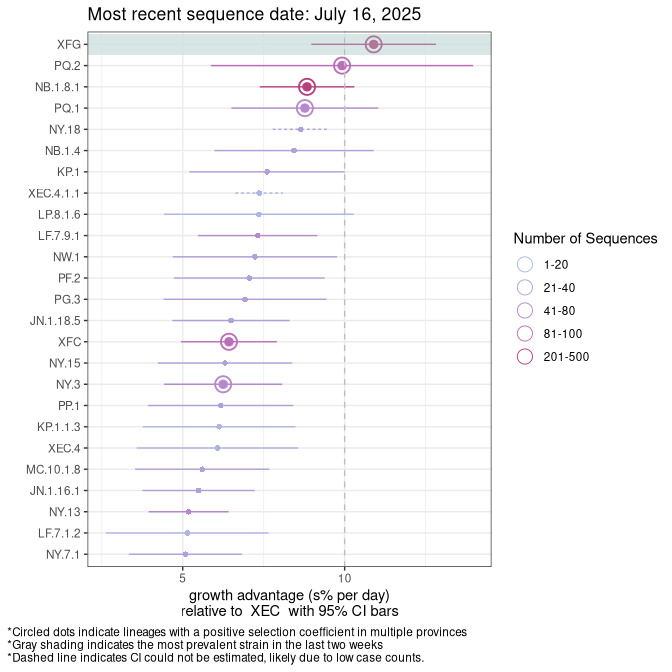 Most recent sequence date: July 16, 2025
XFG
PQ.2
NB.1.8.1
PQ.1
NY.18
NB.1.4
KP.1
XEC.4.1.1
LP.8.1.6
LF.7.9.1
NW.1
PF.2
PG.3
JN.1.18.5
XFC
NY.15
NY.3
PP.1
KP.1.1.3
XEC.4
MC.10.1.8
JN.1.16.1
NY.13
LF.7.1.2
NY.7.1
5 10
growth advantage (s% per day)
relative to XEC with 95% CI bars
Number of Sequences
1-20
21-40
41-80
81-100
201-500
*Circled dots indicate lineages with a positive selection coefficient in multiple provinces
*Gray shading indicates the most prevalent strain in the last two weeks
*Dashed line indicates CI could not be estimated, likely due to low case counts.